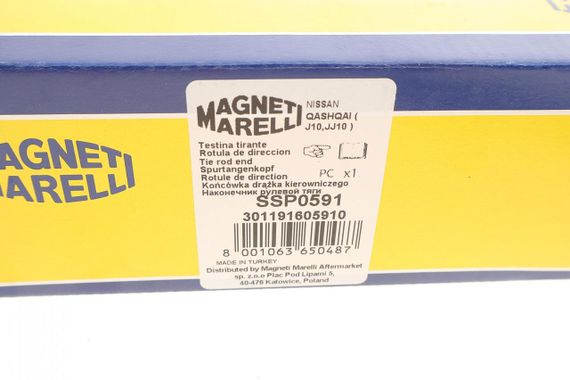 MAGNETI
MARELLI
NISSAN
QASHQAI (
J10,JJ10 )
Testina tirante
Rotula de direccion
Tie rod end
Spurtangenkopf
Rotule de direction
Końcówka drążka kierowniczego
Наконечник рулевой тяги
PC x1
SSP0591
301191605910
8 001063 650487
MADE IN TURKEY
Distributed by Magneti Marelli Aftermarket
sp. z.o.o Plac Pod Lipami 5,
40-476 Katowice, Poland
MAGNETI
MARELLI